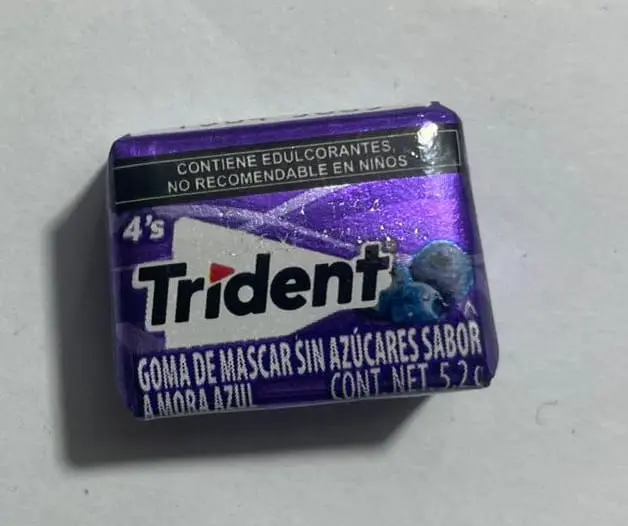 CONTIENE EDULCORANTES,
NO RECOMENDABLE EN NIÑOS
4's
Trident
GOMA DE MASCAR SIN AZÚCARES SABOR
A MORA AZUL
CONT. NET. 5,2 g